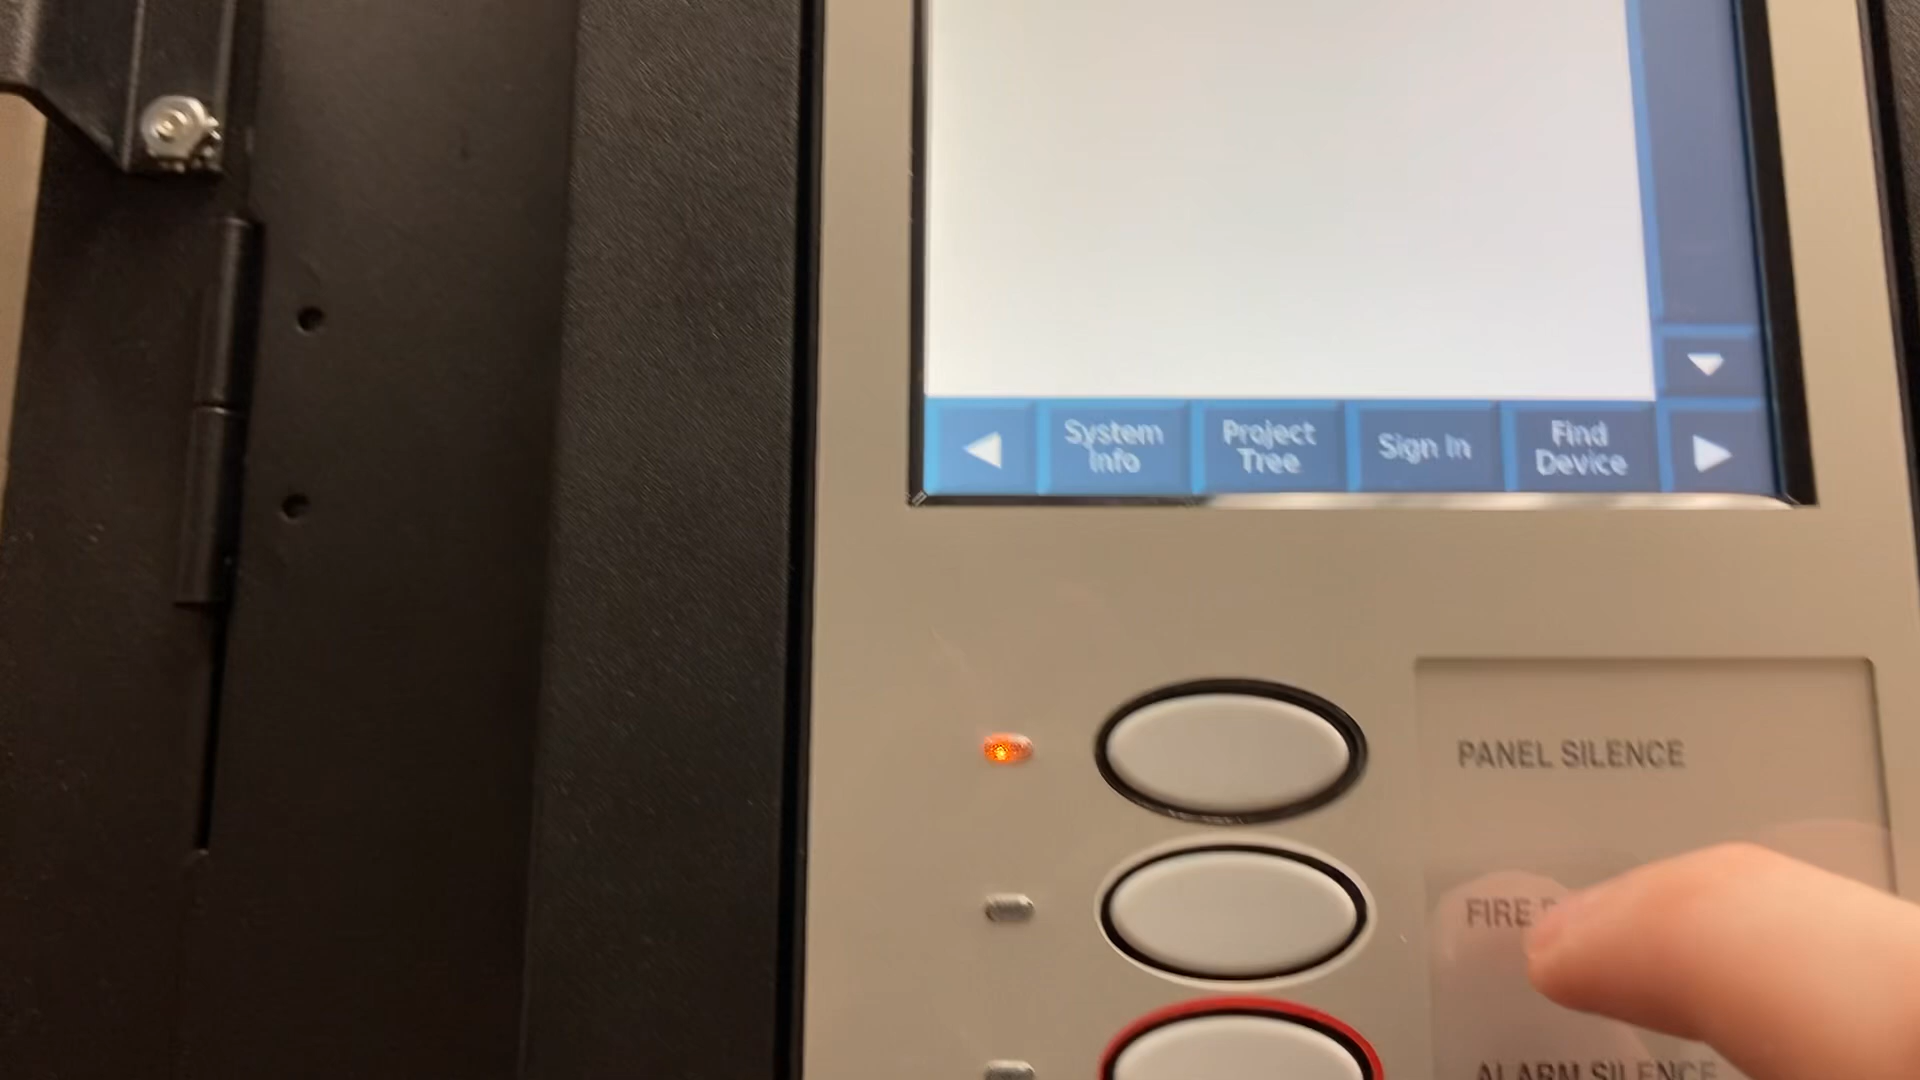 System
Info
Project
Tree
Sign In
Find
Device
PANEL SILENCE
FIRE
ALARM SILENCE